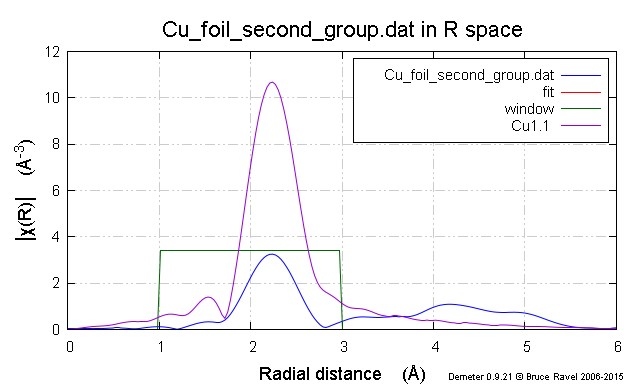 Cu_foil_second_group.dat in R space
12
10
8
6
4
2
0
|χ(R)| (Å-3)
Cu_foil_second_group.dat
fit
window
Cu1.1
0 1 2 3 4 5 6
Radial distance (Å)
Demeter 0.9.21 © Bruce Ravel 2006-2015